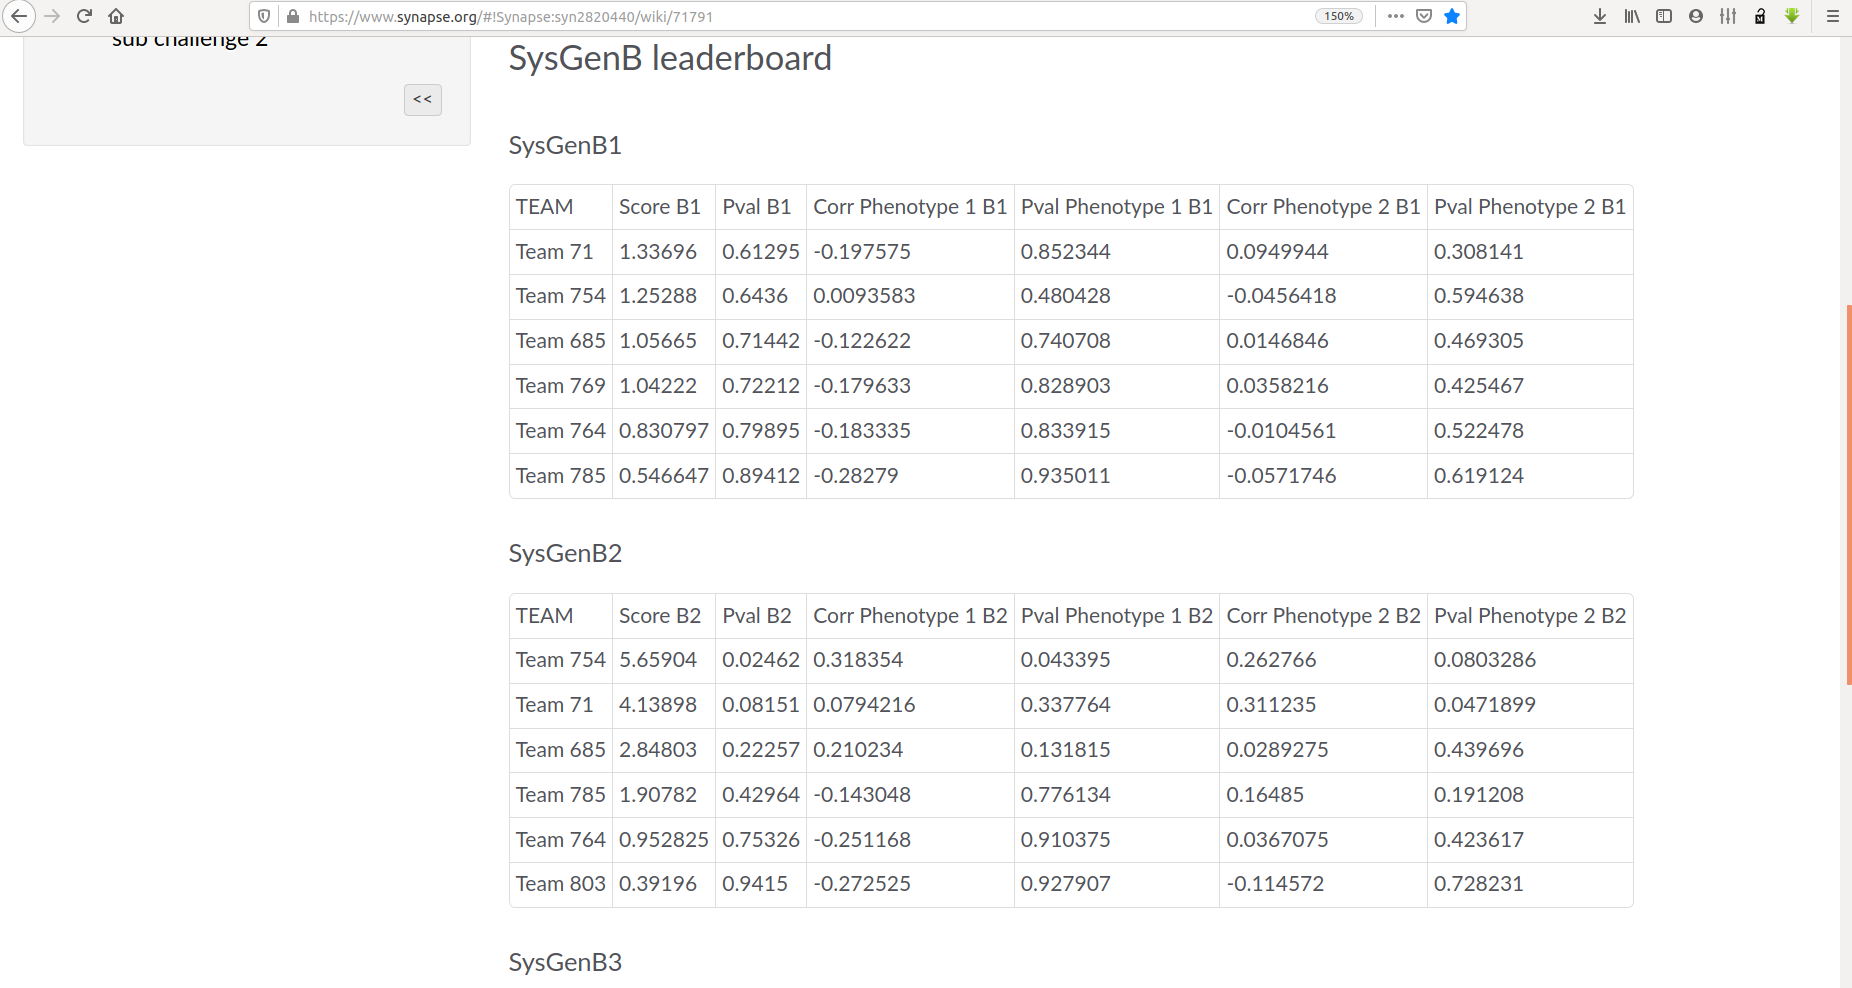 https://www.synapse.org/#!Synapse:syn2820440/wiki/71791
150%
sub challenge 2
<<
SysGenB leaderboard
SysGenB1
TEAM Score B1 Pval B1 Corr Phenotype 1 B1 Pval Phenotype 1 B1 Corr Phenotype 2 B1 Pval Phenotype 2 B1
Team 71 1.33696 0.61295 -0.197575 0.852344 0.0949944 0.308141
Team 754 1.25288 0.6436 0.0093583 0.480428 -0.0456418 0.594638
Team 685 1.05665 0.71442 -0.122622 0.740708 0.0146846 0.469305
Team 769 1.04222 0.72212 -0.179633 0.828903 0.0358216 0.425467
Team 764 0.830797 0.79895 -0.183335 0.833915 -0.0104561 0.522478
Team 785 0.546647 0.89412 -0.28279 0.935011 -0.0571746 0.619124
SysGenB2
TEAM Score B2 Pval B2 Corr Phenotype 1 B2 Pval Phenotype 1 B2 Corr Phenotype 2 B2 Pval Phenotype 2 B2
Team 754 5.65904 0.02462 0.318354 0.043395 0.262766 0.0803286
Team 71 4.13898 0.08151 0.0794216 0.337764 0.311235 0.0471899
Team 685 2.84803 0.22257 0.210234 0.131815 0.0289275 0.439696
Team 785 1.90782 0.42964 -0.143048 0.776134 0.16485 0.191208
Team 764 0.952825 0.75326 -0.251168 0.910375 0.0367075 0.423617
Team 803 0.39196 0.9415 -0.272525 0.927907 -0.114572 0.728231
SysGenB3